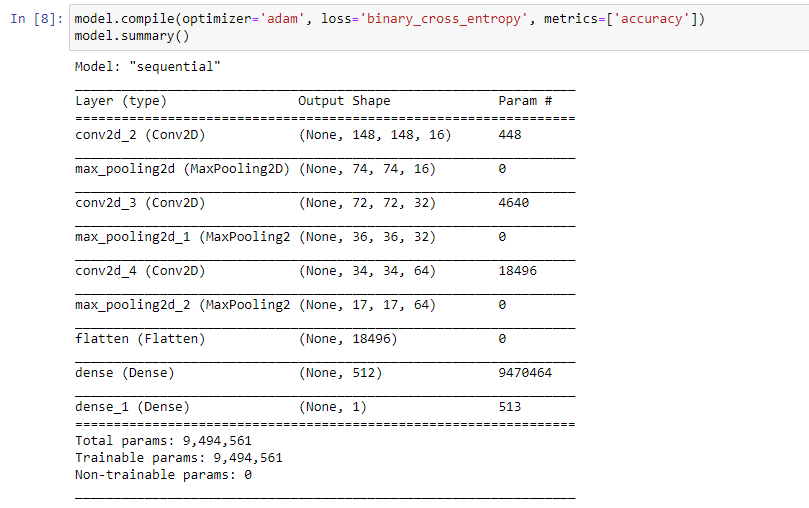 In [8]: model.compile(optimizer='adam', loss='binary_cross_entropy', metrics=['accuracy'])
model.summary()
Model: "sequential"
_________________________________________________________________
Layer (type)                 Output Shape              Param #
=================================================================
conv2d_2 (Conv2D)            (None, 148, 148, 16)      448
_________________________________________________________________
max_pooling2d (MaxPooling2D) (None, 74, 74, 16)        0
_________________________________________________________________
conv2d_3 (Conv2D)            (None, 72, 72, 32)        4640
_________________________________________________________________
max_pooling2d_1 (MaxPooling2 (None, 36, 36, 32)        0
_________________________________________________________________
conv2d_4 (Conv2D)            (None, 34, 34, 64)        18496
_________________________________________________________________
max_pooling2d_2 (MaxPooling2 (None, 17, 17, 64)        0
_________________________________________________________________
flatten (Flatten)            (None, 18496)             0
_________________________________________________________________
dense (Dense)                (None, 512)               9470464
_________________________________________________________________
dense_1 (Dense)              (None, 1)                 513
=================================================================
Total params: 9,494,561
Trainable params: 9,494,561
Non-trainable params: 0
_________________________________________________________________